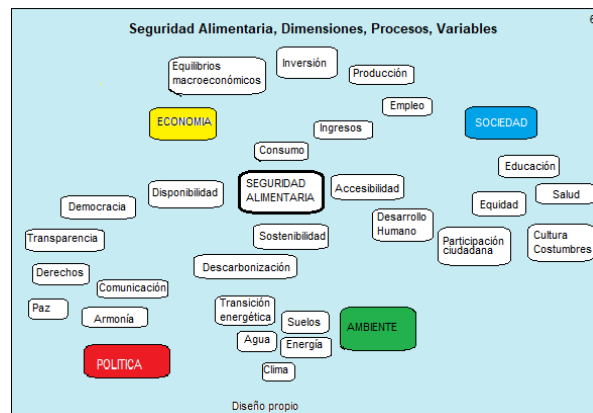 6
Seguridad Alimentaria, Dimensiones, Procesos, Variables
Equilibrios
macroeconómicos
Inversión
Producción
Empleo
ECONOMIA
Ingresos
SOCIEDAD
Consumo
Educación
Disponibilidad
SEGURIDAD
ALIMENTARIA
Accesibilidad
Salud
Democracia
Equidad
Desarrollo
Humano
Transparencia
Sostenibilidad
Participación
ciudadana
Cultura
Costumbres
Derechos
Descarbonización
Comunicación
Paz
Armonía
Transición
energética
Suelos
AMBIENTE
Agua
Energía
POLITICA
Clima
Diseño propio